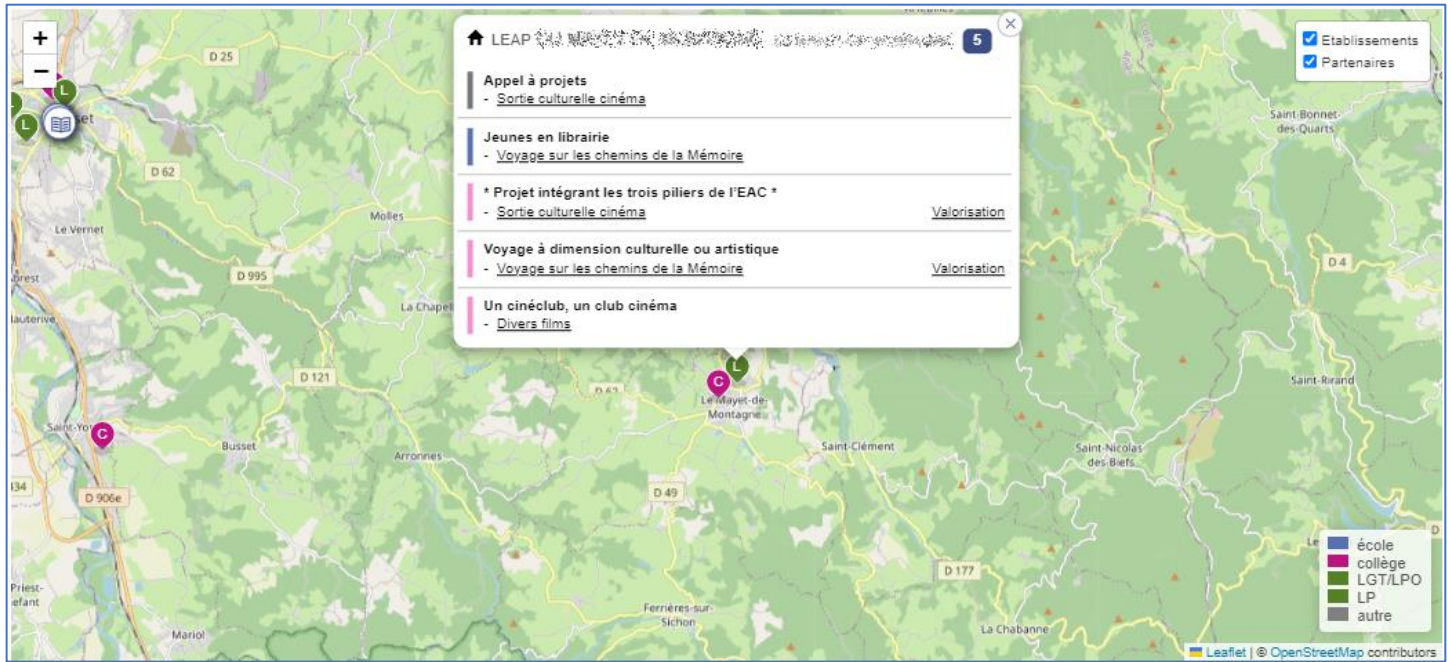 +
−
LEAP
5
Appel à projets
- Sortie culturelle cinéma
Jeunes en librairie
- Voyage sur les chemins de la Mémoire
* Projet intégrant les trois piliers de l'EAC *
- Sortie culturelle cinéma Valorisation
Voyage à dimension culturelle ou artistique
- Voyage sur les chemins de la Mémoire Valorisation
Un cinéclub, un club cinéma
- Divers films
Etablissements
Partenaires
D 25
L
L
set
D 62
Molles
Le Vernet
D 995
La Chapel
brest
auterive
D 121
L
C
Le Mayet-de-
Montagne
C
Busset
Arronnes
Saint-Clément
D 906e
D 49
Saint-Bonnet-
des-Quarts
D 4
Saint-Rirand
Saint-Nicolas
des-Biefs
D 177
Priest-
Mariol
Ferrières-sur-
Sichon
La Chabanne
école
collège
LGT/LPO
LP
autre
Leaflet | © OpenStreetMap contributors